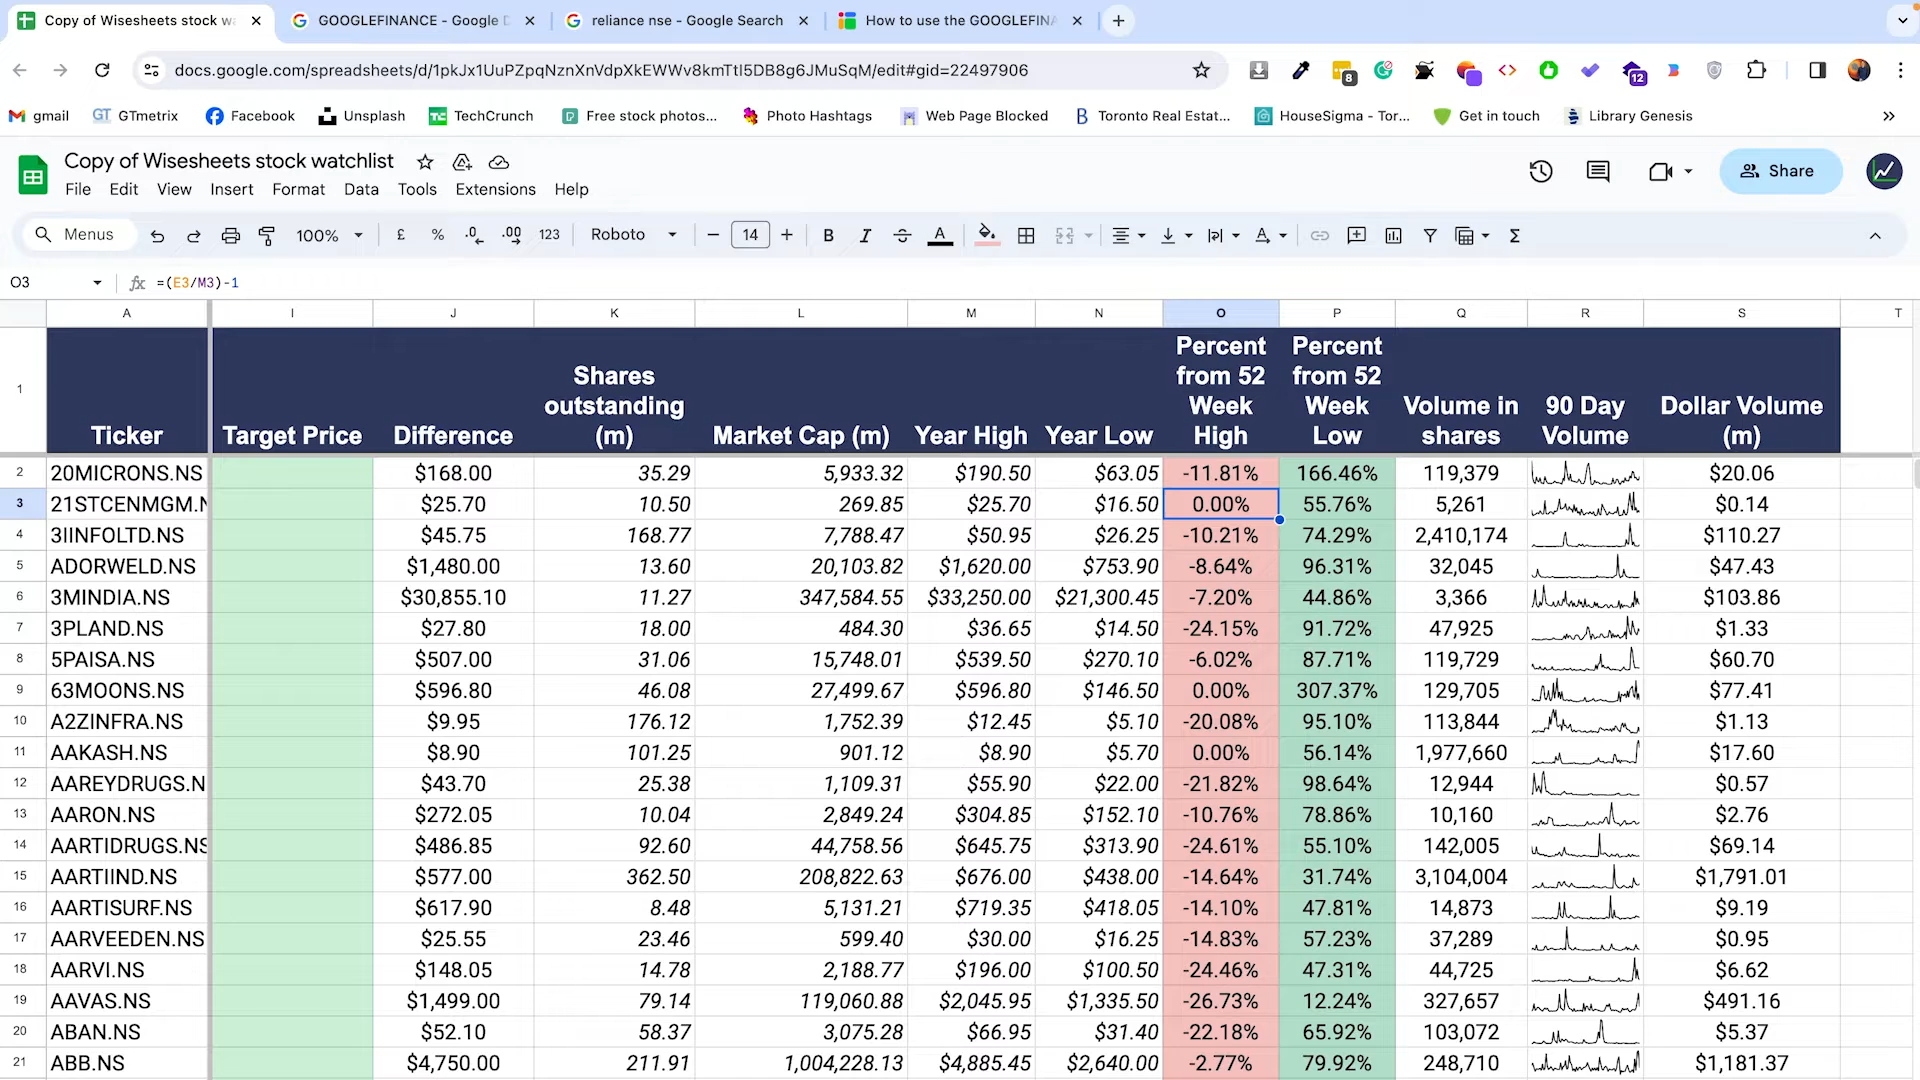 Copy of Wisesheets stock wa
GOOGLEFINANCE - Google D
reliance nse - Google Search
How to use the GOOGLEFINA
docs.google.com/spreadsheets/d/1pkJx1UuPZpqNznXnVdpXkEWWv8kmTtI5DB8g6JMuSqM/edit#gid=22497906
8
12
gmail
GT GTmetrix
Facebook
Unsplash
TC TechCrunch
Free stock photos...
Photo Hashtags
Web Page Blocked
B Toronto Real Estat...
HouseSigma - Tor...
Get in touch
Library Genesis
Copy of Wisesheets stock watchlist
File Edit View Insert Format Data Tools Extensions Help
Share
Menus 100% £ % .0 .00 123 Roboto 14 B I A Σ
O3 fx =(E3/M3)-1
A I J K L M N O P Q R S T
1 Ticker Target Price Difference Shares outstanding (m) Market Cap (m) Year High Year Low Percent from 52 Week High Percent from 52 Week Low Volume in shares 90 Day Volume Dollar Volume (m)
2 20MICRONS.NS $168.00 35.29 5,933.32 $190.50 $63.05 -11.81% 166.46% 119,379 $20.06
3 21STCENMGM.N $25.70 10.50 269.85 $25.70 $16.50 0.00% 55.76% 5,261 $0.14
4 3IINFOLTD.NS $45.75 168.77 7,788.47 $50.95 $26.25 -10.21% 74.29% 2,410,174 $110.27
5 ADORWELD.NS $1,480.00 13.60 20,103.82 $1,620.00 $753.90 -8.64% 96.31% 32,045 $47.43
6 3MINDIA.NS $30,855.10 11.27 347,584.55 $33,250.00 $21,300.45 -7.20% 44.86% 3,366 $103.86
7 3PLAND.NS $27.80 18.00 484.30 $36.65 $14.50 -24.15% 91.72% 47,925 $1.33
8 5PAISA.NS $507.00 31.06 15,748.01 $539.50 $270.10 -6.02% 87.71% 119,729 $60.70
9 63MOONS.NS $596.80 46.08 27,499.67 $596.80 $146.50 0.00% 307.37% 129,705 $77.41
10 A2ZINFRA.NS $9.95 176.12 1,752.39 $12.45 $5.10 -20.08% 95.10% 113,844 $1.13
11 AAKASH.NS $8.90 101.25 901.12 $8.90 $5.70 0.00% 56.14% 1,977,660 $17.60
12 AAREYDRUGS.N $43.70 25.38 1,109.31 $55.90 $22.00 -21.82% 98.64% 12,944 $0.57
13 AARON.NS $272.05 10.04 2,849.24 $304.85 $152.10 -10.76% 78.86% 10,160 $2.76
14 AARTIDRUGS.NS $486.85 92.60 44,758.56 $645.75 $313.90 -24.61% 55.10% 142,005 $69.14
15 AARTIIND.NS $577.00 362.50 208,822.63 $676.00 $438.00 -14.64% 31.74% 3,104,004 $1,791.01
16 AARTISURF.NS $617.90 8.48 5,131.21 $719.35 $418.05 -14.10% 47.81% 14,873 $9.19
17 AARVEEDEN.NS $25.55 23.46 599.40 $30.00 $16.25 -14.83% 57.23% 37,289 $0.95
18 AARVI.NS $148.05 14.78 2,188.77 $196.00 $100.50 -24.46% 47.31% 44,725 $6.62
19 AAVAS.NS $1,499.00 79.14 119,060.88 $2,045.95 $1,335.50 -26.73% 12.24% 327,657 $491.16
20 ABAN.NS $52.10 58.37 3,075.28 $66.95 $31.40 -22.18% 65.92% 103,072 $5.37
21 ABB.NS $4,750.00 211.91 1,004,228.13 $4,885.45 $2,640.00 -2.77% 79.92% 248,710 $1,181.37